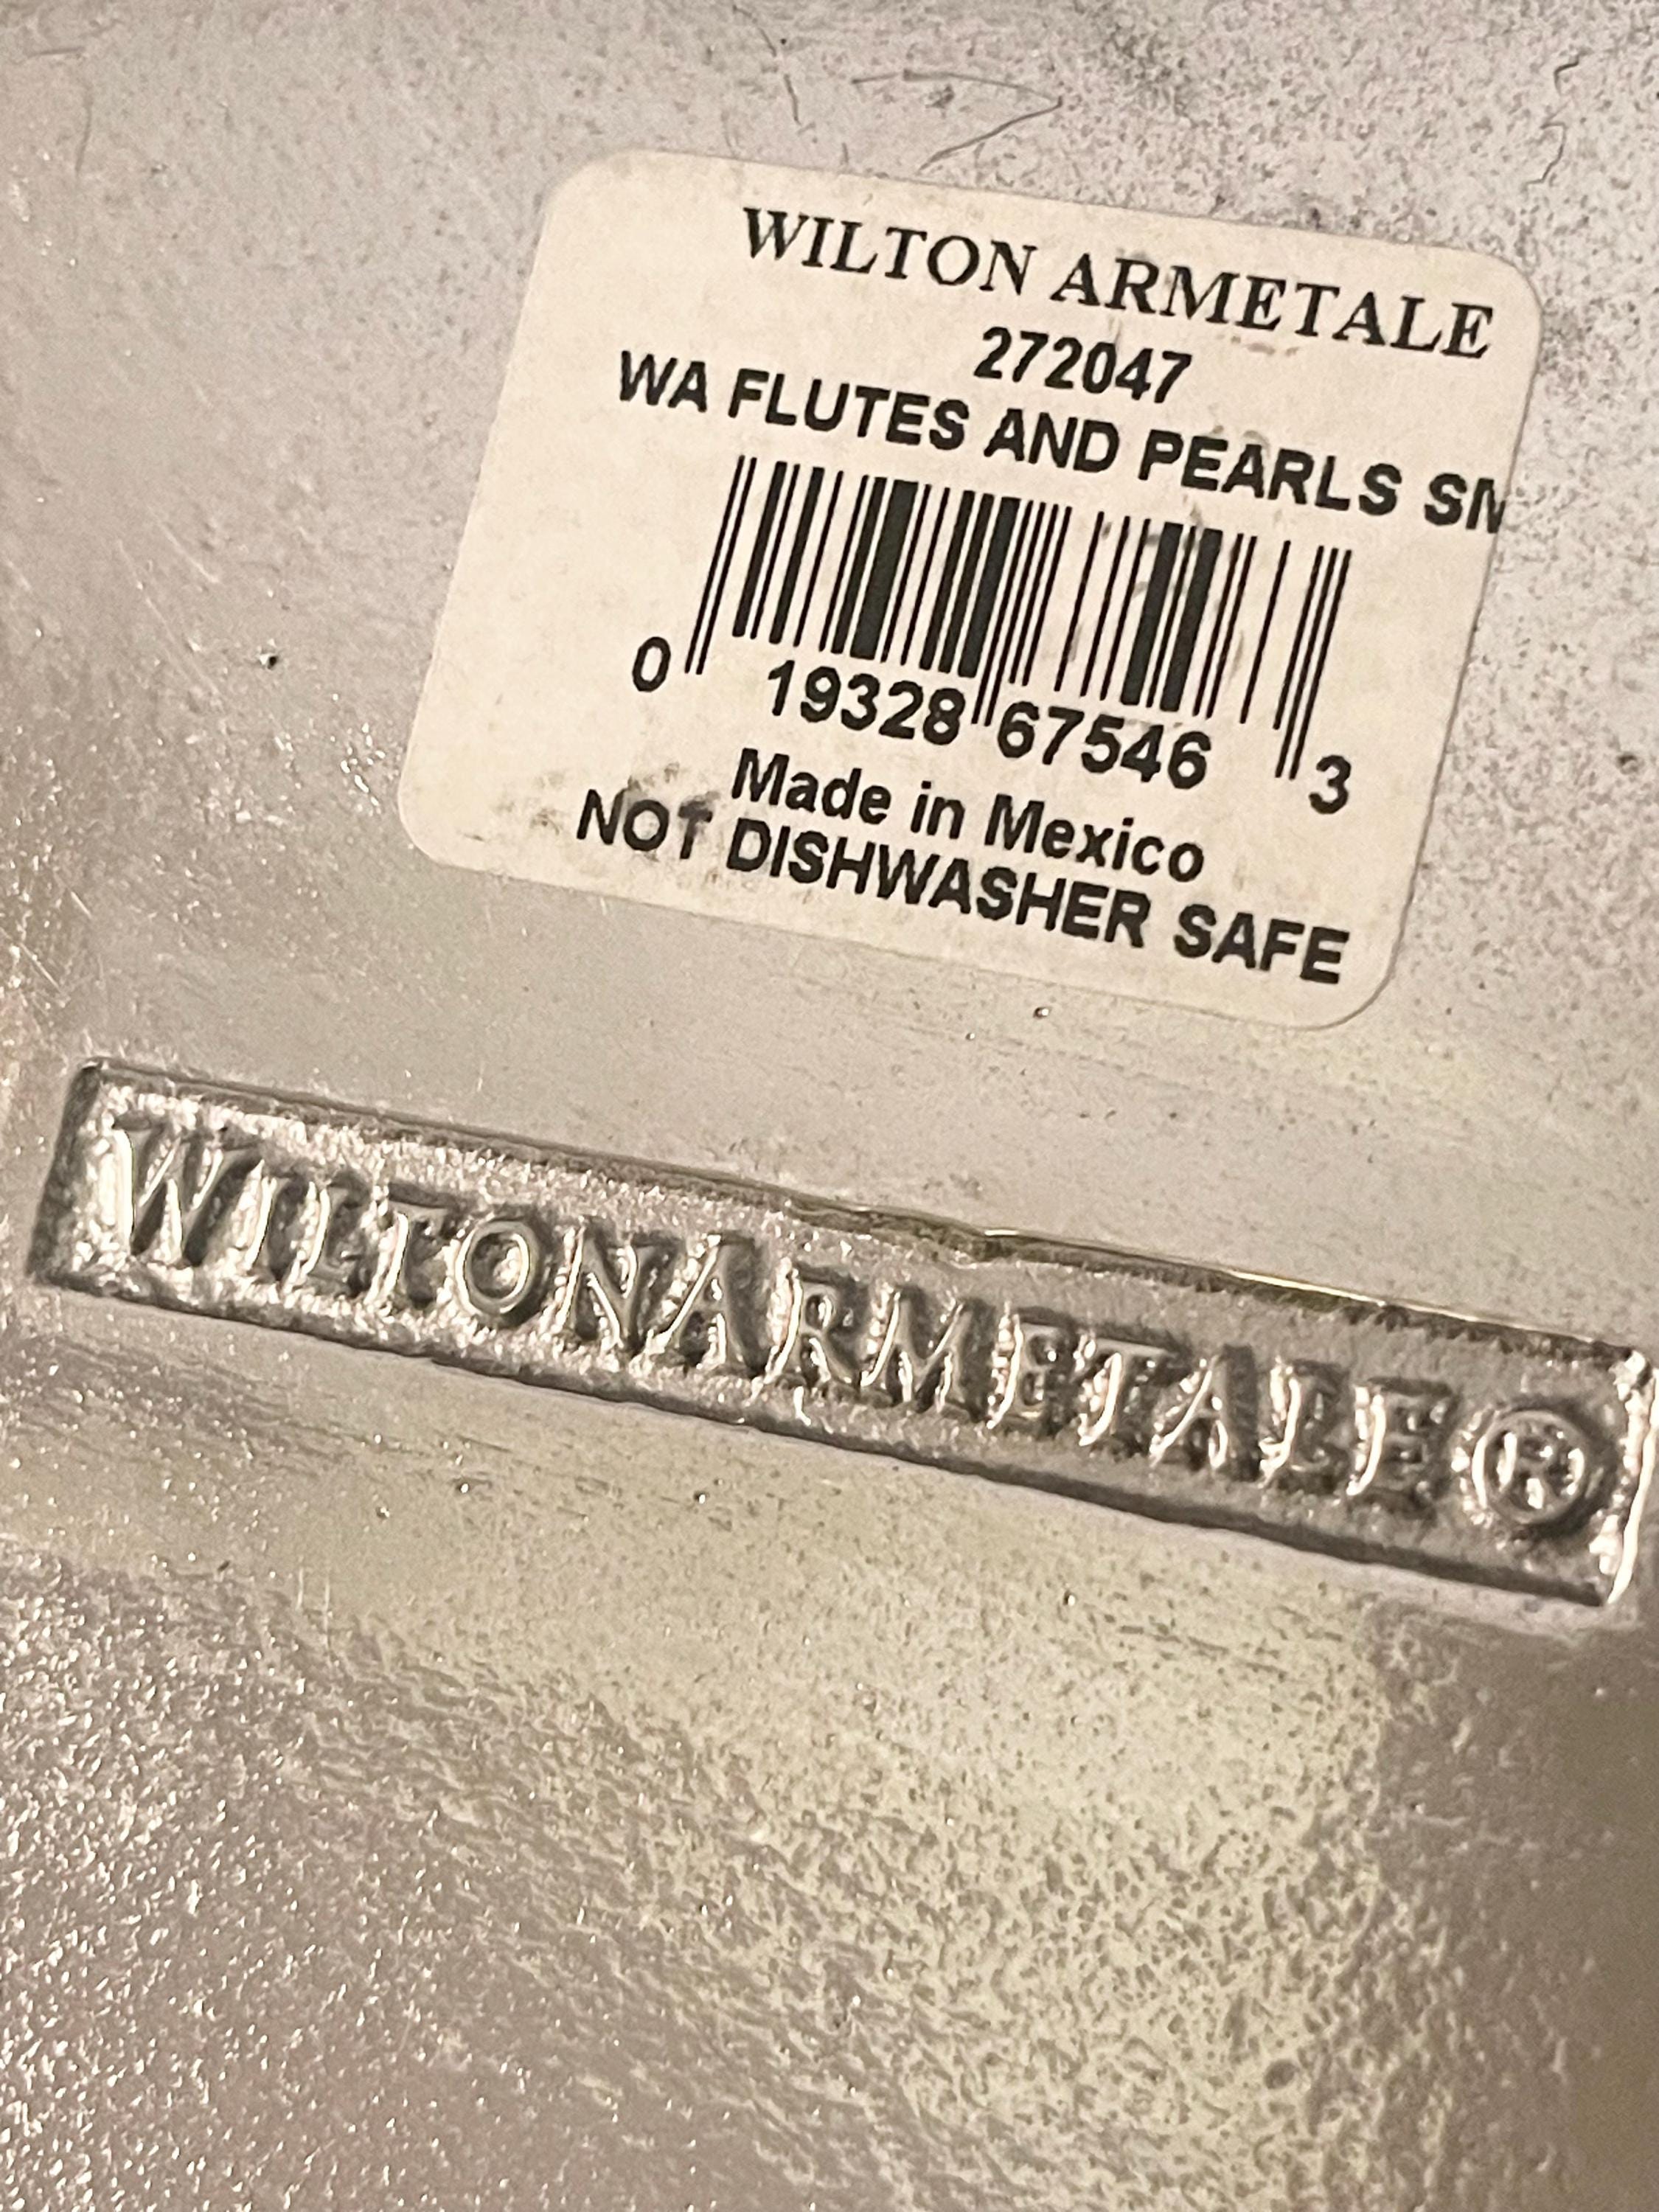 WILTON ARMETALE
272047
WA FLUTES AND PEARLS SM
0 19328 67546 3
Made in Mexico
NOT DISHWASHER SAFE
WILTONARMETALE®